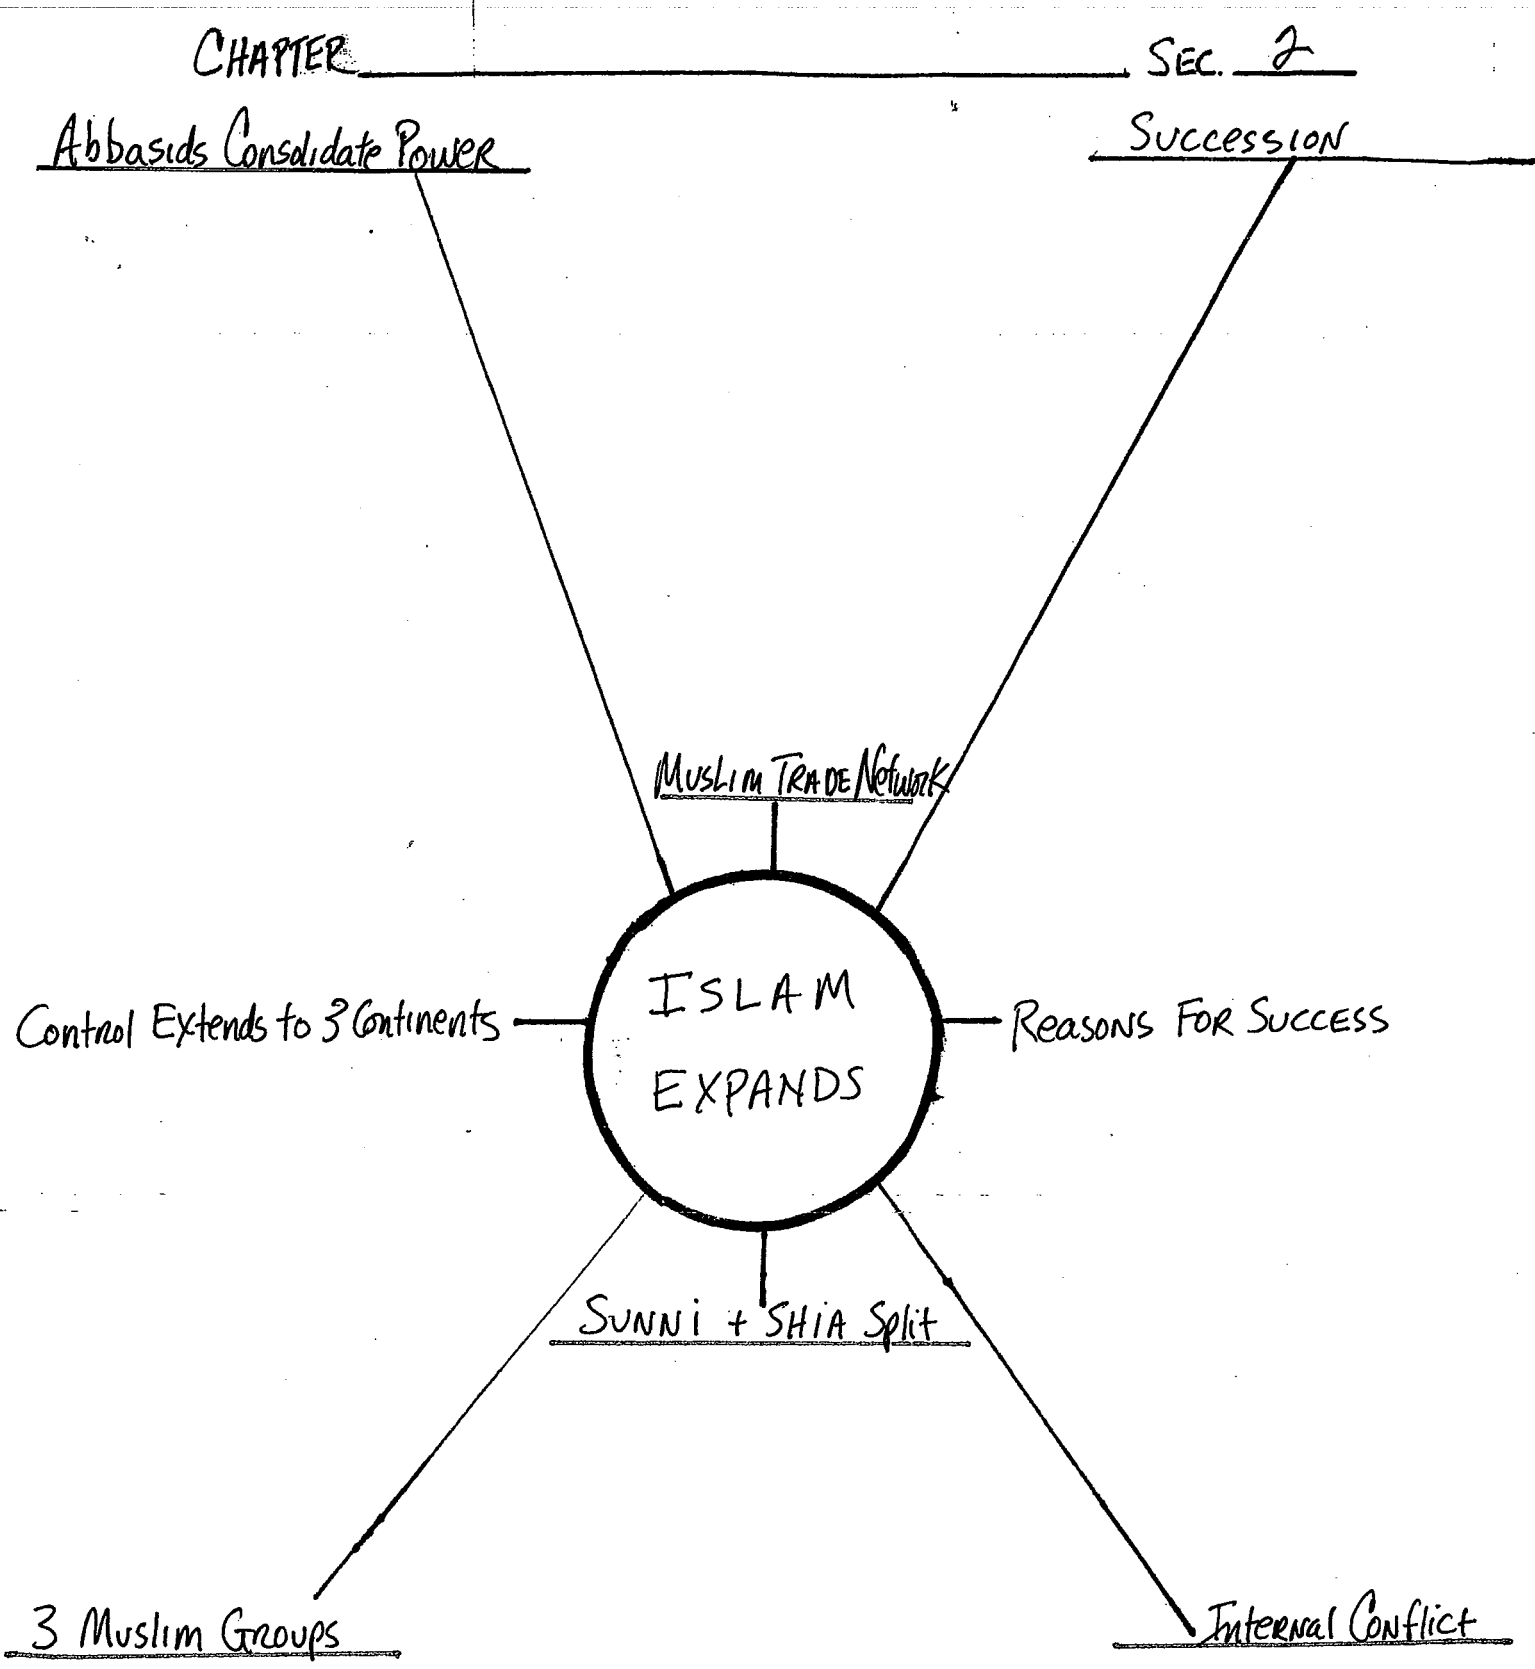 CHAPTER SEC. 2
Abbasids Consolidate Power
SUCCESSION
MUSLIM TRADE Network
ISLAM
EXPANDS
Control Extends to 3 Continents
REASONS FOR SUCCESS
SUNNi + SHiA Split
3 Muslim Groups
INTERNAL CONflict